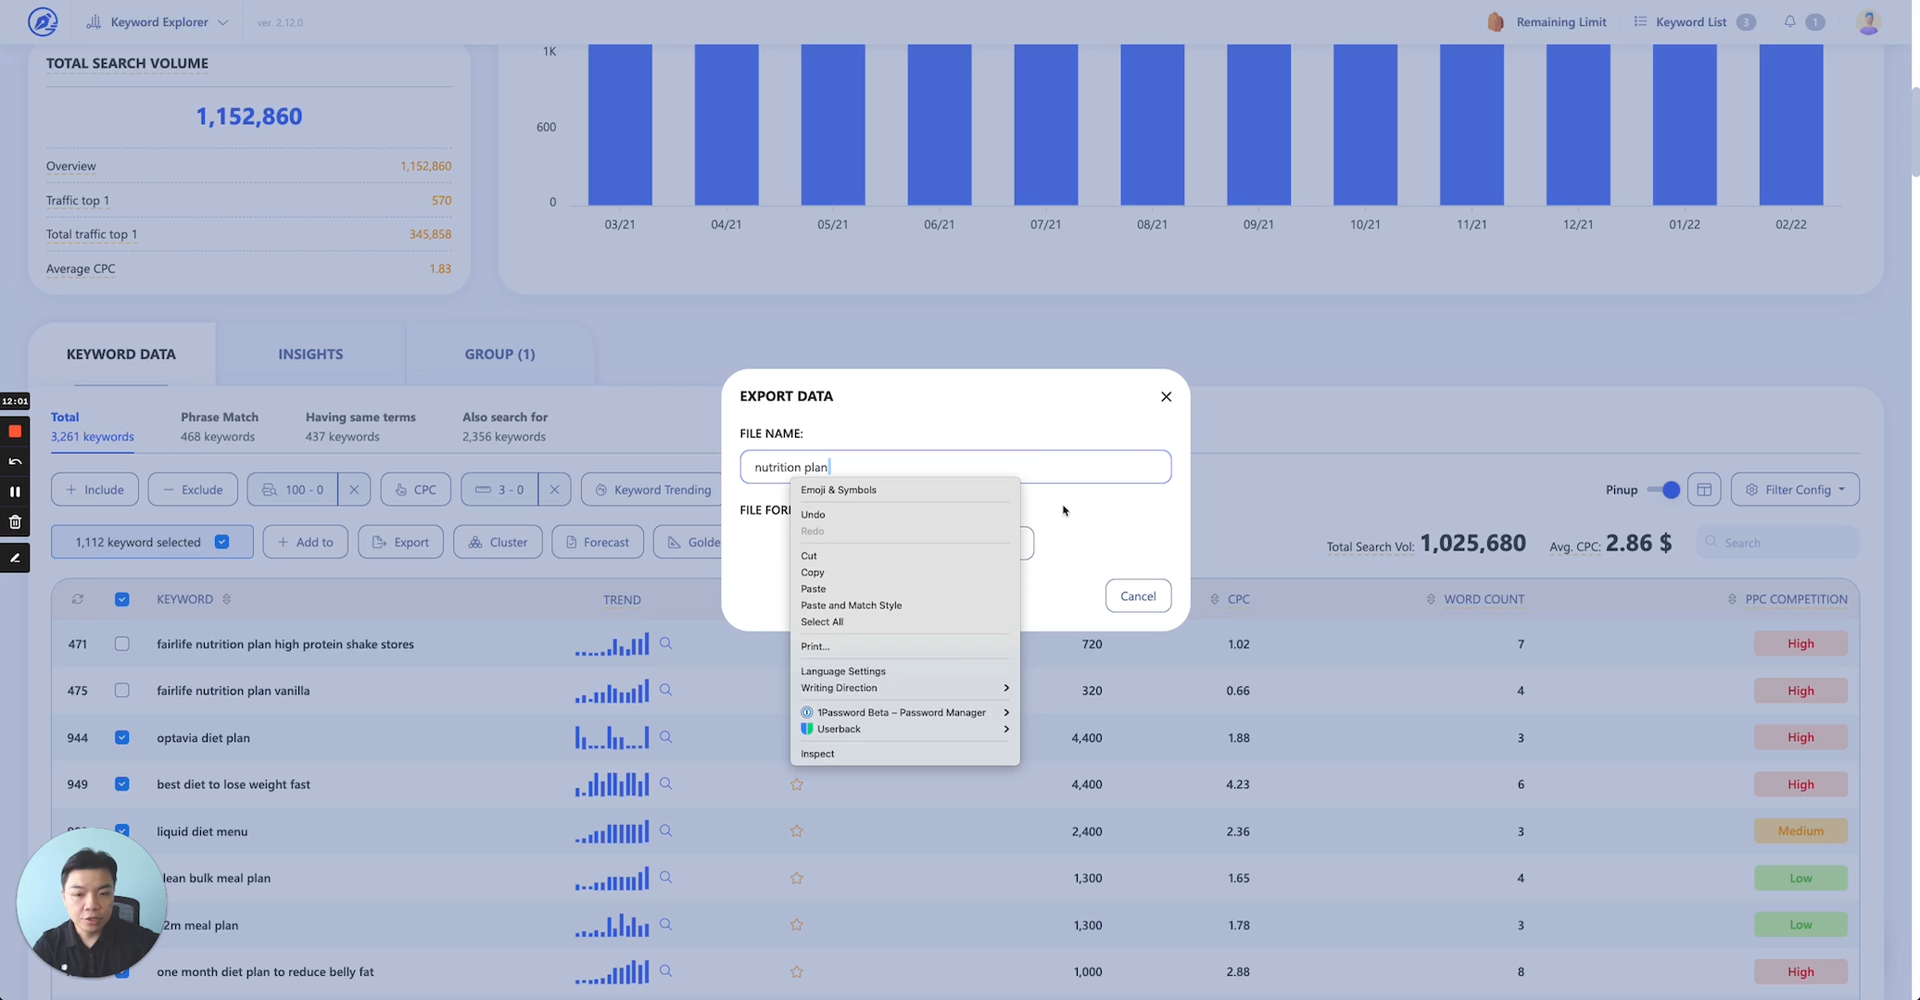 Keyword Explorer
ver. 2.12.0
Remaining Limit
Keyword List 3
1
TOTAL SEARCH VOLUME
1,152,860
Overview 1,152,860
Traffic top 1 570
Total traffic top 1 345,858
Average CPC 1.83
1K
600
0
03/21 04/21 05/21 06/21 07/21 08/21 09/21 10/21 11/21 12/21 01/22 02/22
KEYWORD DATA INSIGHTS GROUP (1)
12:01
Total Phrase Match Having same terms Also search for
3,261 keywords 468 keywords 437 keywords 2,356 keywords
Include Exclude 100 - 0 CPC 3 - 0 Keyword Trending
Pinup Filter Config
1,112 keyword selected Add to Export Cluster Forecast Golde
Total Search Vol: 1,025,680 Avg. CPC: 2.86 $ Search
EXPORT DATA
FILE NAME:
nutrition plan
FILE FOR
Cancel
Emoji & Symbols
Undo
Redo
Cut
Copy
Paste
Paste and Match Style
Select All
Print...
Language Settings
Writing Direction
1Password Beta – Password Manager
Userback
Inspect
KEYWORD TREND CPC WORD COUNT PPC COMPETITION
471 fairlife nutrition plan high protein shake stores 720 1.02 7 High
475 fairlife nutrition plan vanilla 320 0.66 4 High
944 optavia diet plan 4,400 1.88 3 High
949 best diet to lose weight fast 4,400 4.23 6 High
liquid diet menu 2,400 2.36 3 Medium
lean bulk meal plan 1,300 1.65 4 Low
2m meal plan 1,300 1.78 3 Low
one month diet plan to reduce belly fat 1,000 2.88 8 High